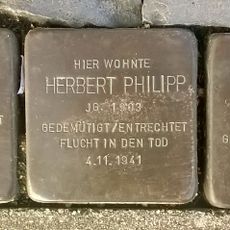 HIER WOHNTE
HERBERT PHILIPP
JG. 1903
GEDEMÜTIGT/ENTRECHTET
FLUCHT IN DEN TOD
4.11.1941